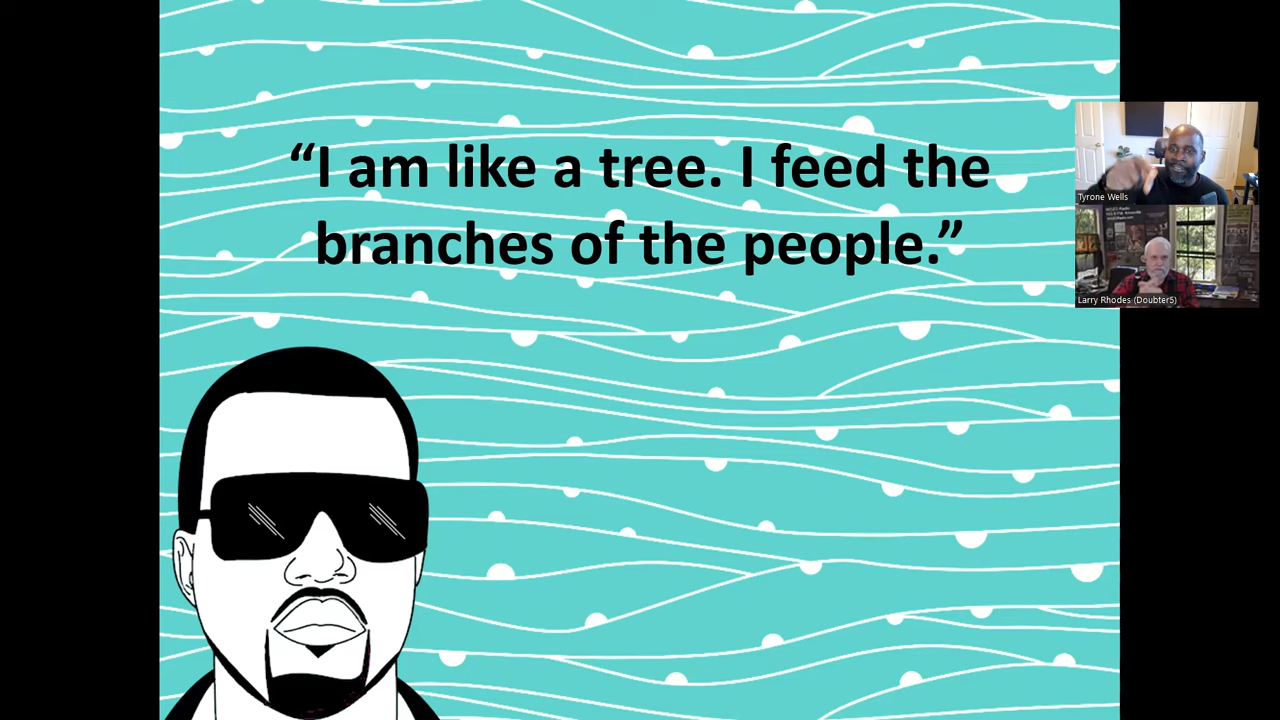 “I am like a tree. I feed the
branches of the people.”
Tyrone Wells
Larry Rhodes (Doubter5)